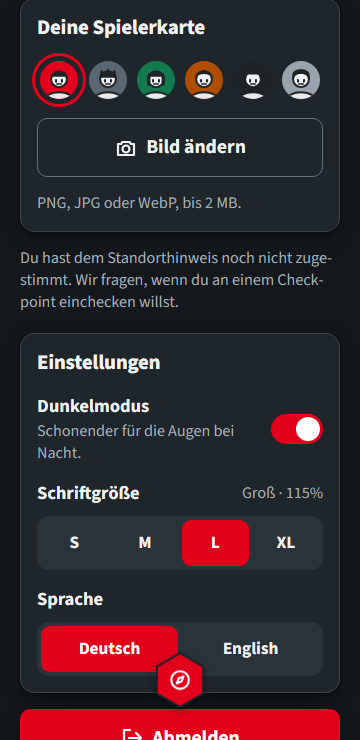 Deine Spielerkarte
Bild ändern
PNG, JPG oder WebP, bis 2 MB.
Du hast dem Standorthinweis noch nicht zuge-
stimmt. Wir fragen, wenn du an einem Check-
point einchecken willst.
Einstellungen
Dunkelmodus
Schonender für die Augen bei
Nacht.
Schriftgröße Groß · 115%
S M L XL
Sprache
Deutsch English
Abmelden